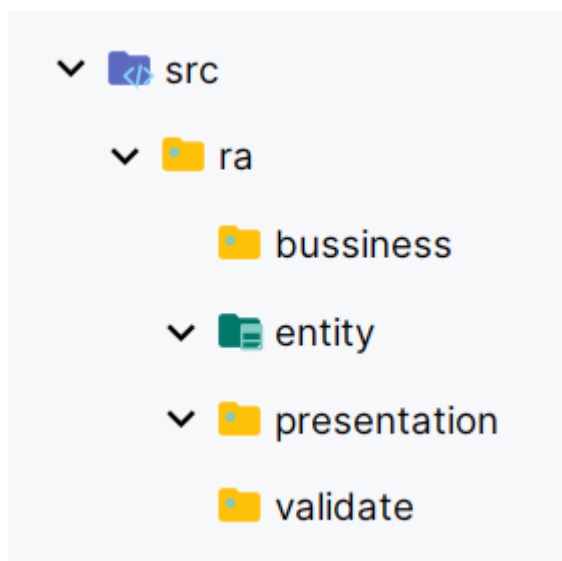 src
ra
bussiness
entity
presentation
validate